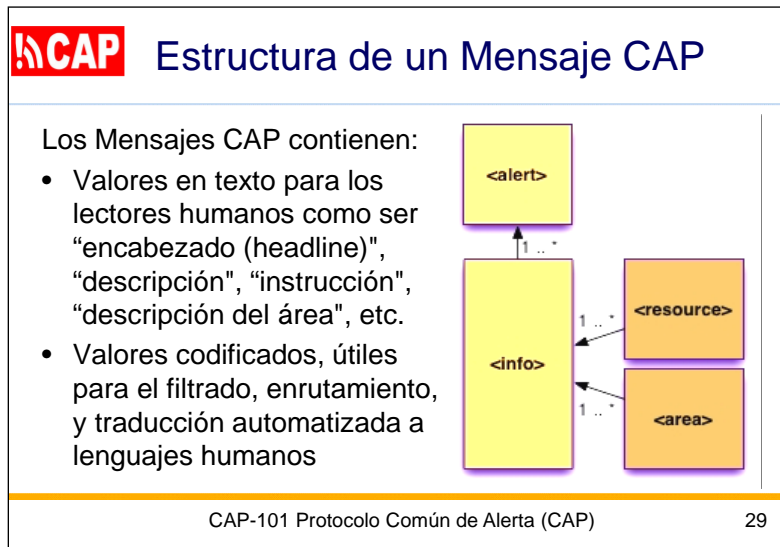 CAP Estructura de un Mensaje CAP
Los Mensajes CAP contienen:
• Valores en texto para los
lectores humanos como ser
“encabezado (headline)",
“descripción", “instrucción",
“descripción del área", etc.
• Valores codificados, útiles
para el filtrado, enrutamiento,
y traducción automatizada a
lenguajes humanos
<alert>
1 .. *
<info>
1 .. *
<resource>
1 .. *
<area>
CAP-101 Protocolo Común de Alerta (CAP) 29